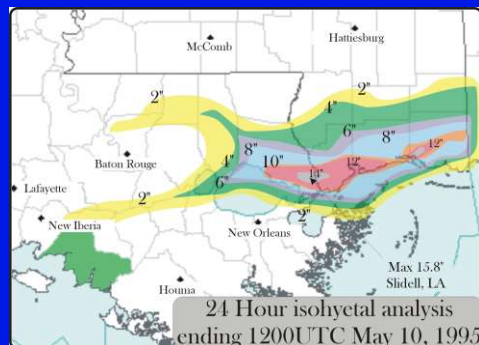 McComb
Hattiesburg
2"
2"
4"
6"
8"
12"
8"
4"
10"
12"
14"
6"
Baton Rouge
Lafayette
2"
2"
New Iberia
New Orleans
Houma
Max 15.8"
Slidell, LA
24 Hour isohyetal analysis
ending 1200UTC May 10, 1995